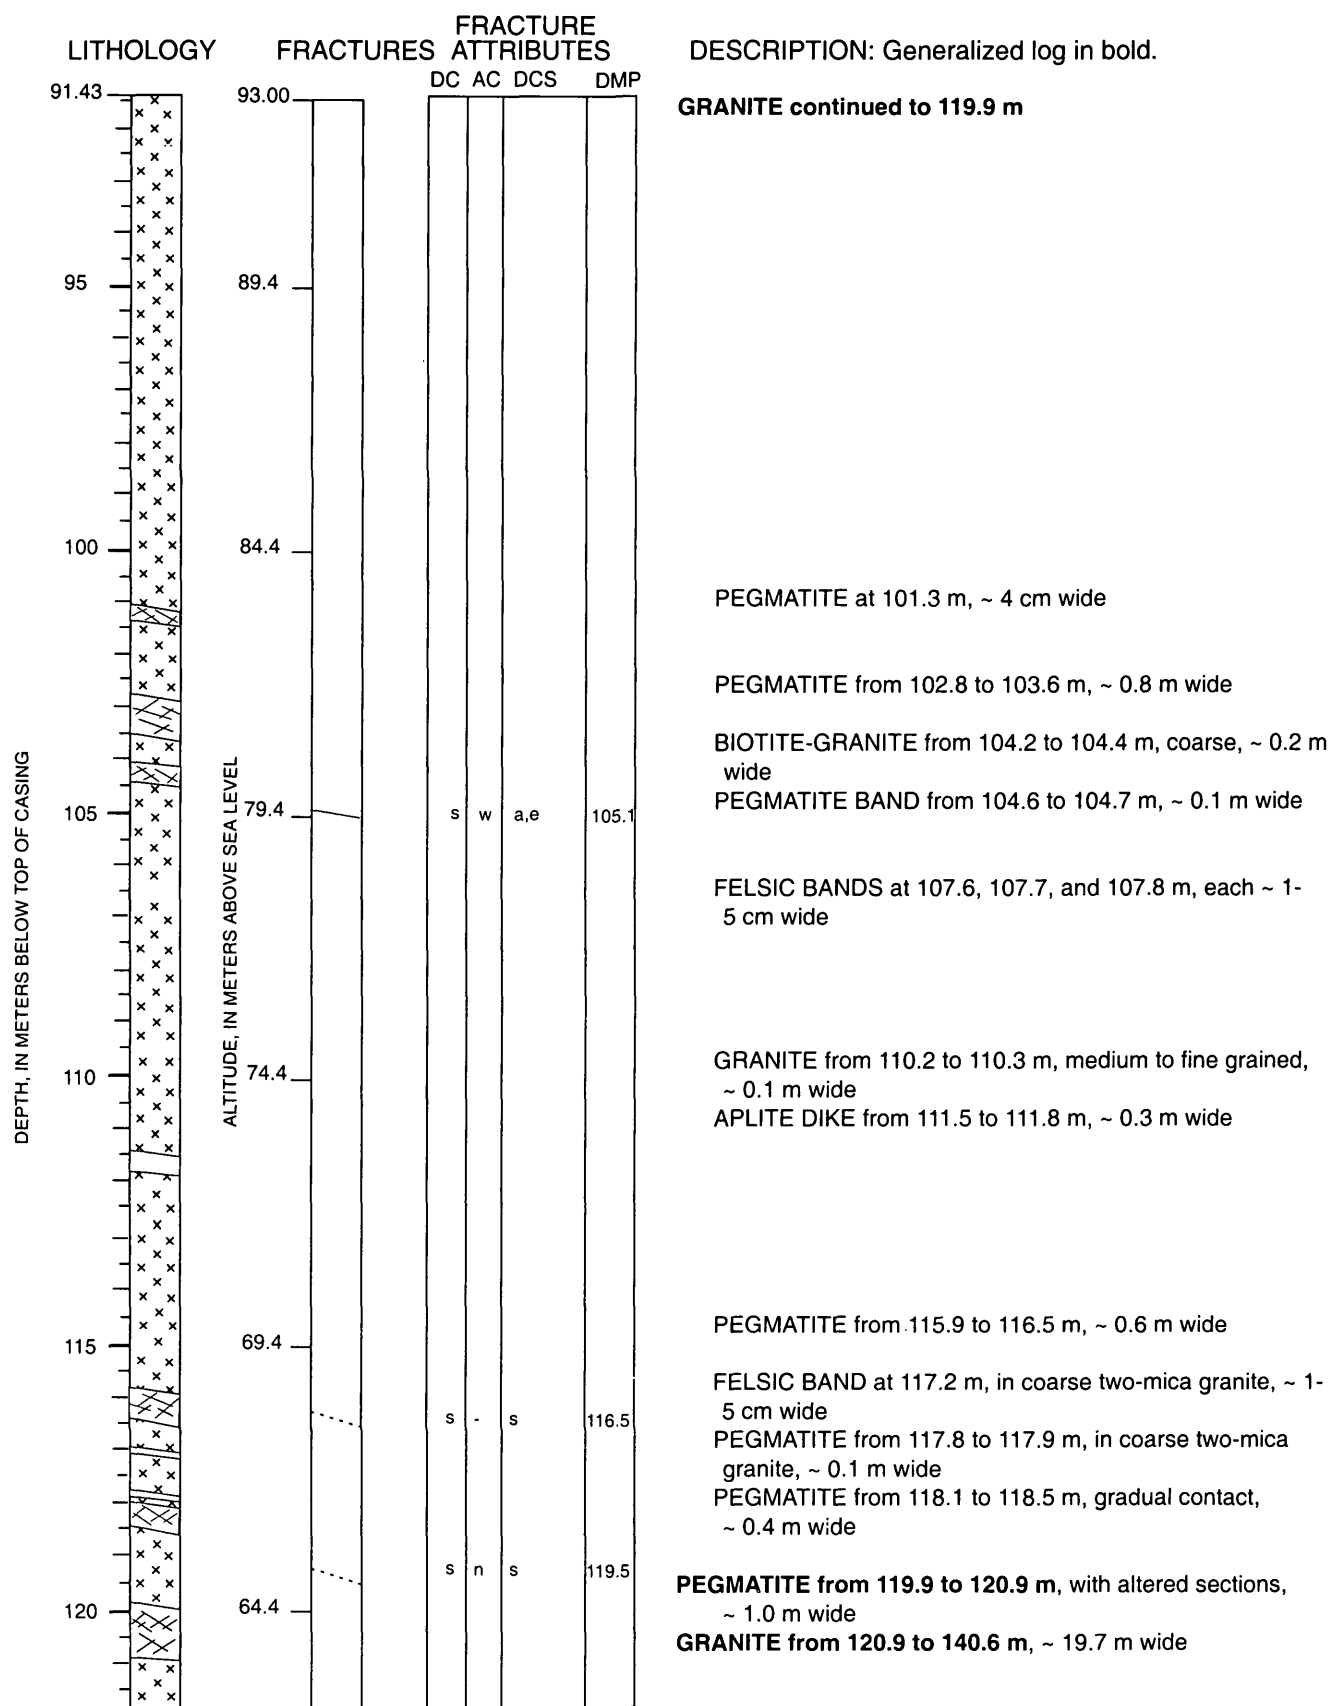 LITHOLOGY FRACTURES FRACTURE ATTRIBUTES DESCRIPTION: Generalized log in bold.
DC AC DCS DMP
91.43 93.00
GRANITE continued to 119.9 m
95 89.4
100 84.4
PEGMATITE at 101.3 m, ~ 4 cm wide
PEGMATITE from 102.8 to 103.6 m, ~ 0.8 m wide
BIOTITE-GRANITE from 104.2 to 104.4 m, coarse, ~ 0.2 m
wide
PEGMATITE BAND from 104.6 to 104.7 m, ~ 0.1 m wide
105 79.4 s w a,e 105.1
DEPTH, IN METERS BELOW TOP OF CASING
ALTITUDE, IN METERS ABOVE SEA LEVEL
FELSIC BANDS at 107.6, 107.7, and 107.8 m, each ~ 1-
5 cm wide
GRANITE from 110.2 to 110.3 m, medium to fine grained,
110 74.4
~ 0.1 m wide
APLITE DIKE from 111.5 to 111.8 m, ~ 0.3 m wide
PEGMATITE from 115.9 to 116.5 m, ~ 0.6 m wide
115 69.4
FELSIC BAND at 117.2 m, in coarse two-mica granite, ~ 1-
5 cm wide
s - s 116.5
PEGMATITE from 117.8 to 117.9 m, in coarse two-mica
granite, ~ 0.1 m wide
PEGMATITE from 118.1 to 118.5 m, gradual contact,
~ 0.4 m wide
s n s 119.5
PEGMATITE from 119.9 to 120.9 m, with altered sections,
~ 1.0 m wide
120 64.4
GRANITE from 120.9 to 140.6 m, ~ 19.7 m wide